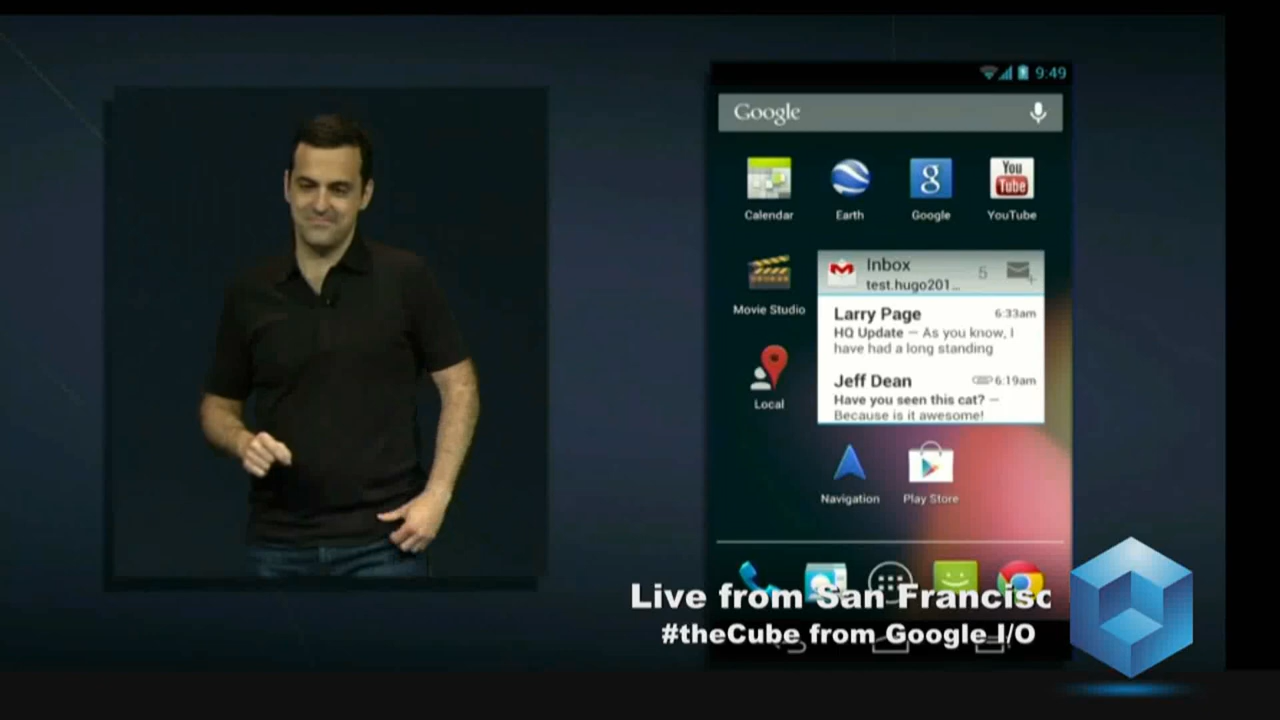 9:49
Google
Calendar
Earth
Google
YouTube
You
Tube
Movie Studio
Inbox
test.hugo201...
5
Larry Page
6:33am
HQ Update — As you know, I
have had a long standing
Jeff Dean
6:19am
Have you seen this cat? —
Because is it awesome!
Local
Navigation
Play Store
Live from San Francisc
#theCube from Google I/O